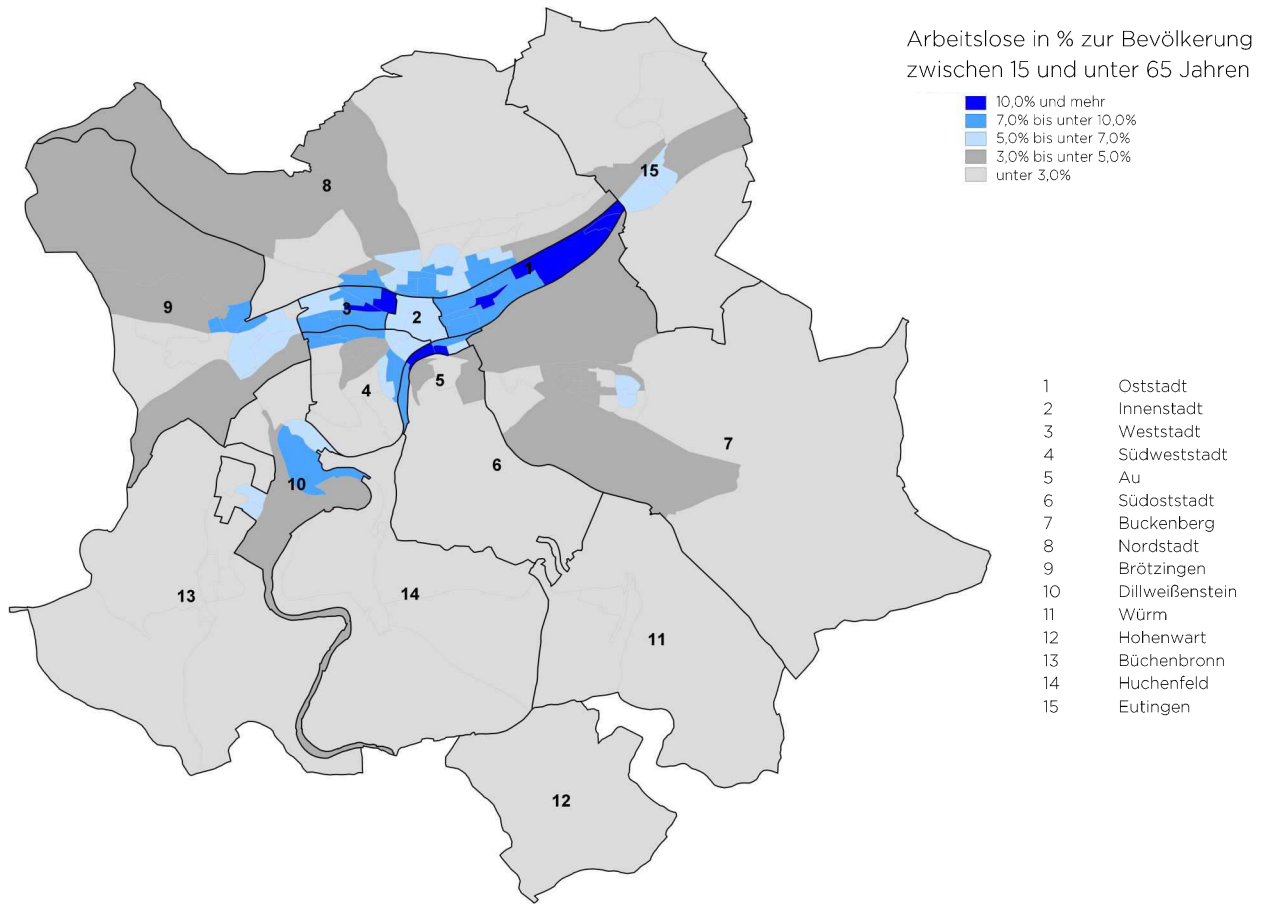 Arbeitslose in % zur Bevölkerung
zwischen 15 und unter 65 Jahren
10,0% und mehr
7,0% bis unter 10,0%
5,0% bis unter 7,0%
3,0% bis unter 5,0%
unter 3,0%
15
8
1
9
3
2
5
4
7
6
10
13
14
11
12
1 Oststadt
2 Innenstadt
3 Weststadt
4 Südweststadt
5 Au
6 Südoststadt
7 Buckenberg
8 Nordstadt
9 Brötzingen
10 Dillweißenstein
11 Würm
12 Hohenwart
13 Büchenbronn
14 Huchenfeld
15 Eutingen